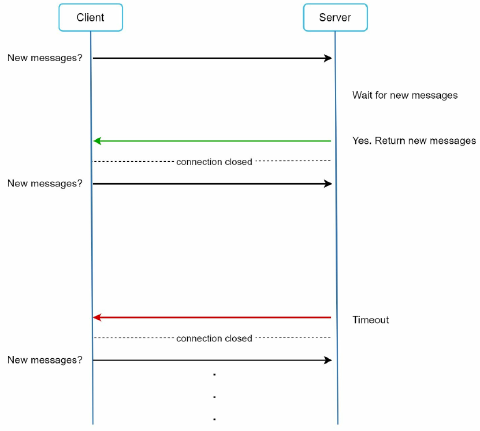 Client
Server
New messages?
Wait for new messages
Yes. Return new messages
connection closed
New messages?
Timeout
connection closed
New messages?